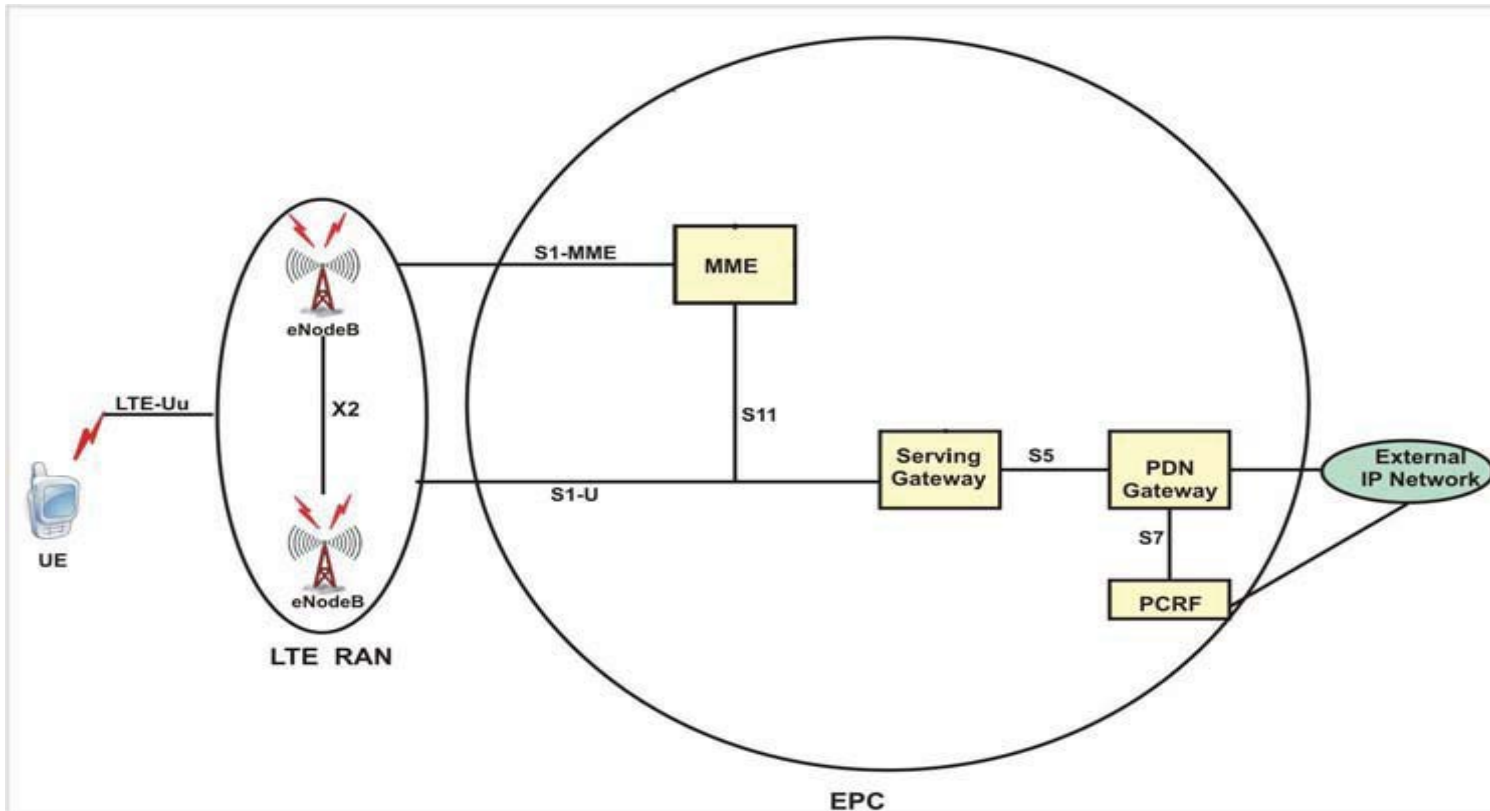 S1-MME
MME
eNodeB
LTE-Uu
X2
S11
Serving
Gateway
S5
PDN
Gateway
External
IP Network
S1-U
S7
UE
eNodeB
PCRF
LTE RAN
EPC